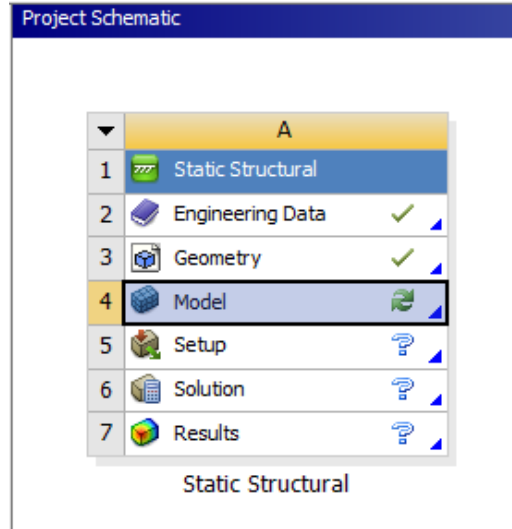 Project Schematic
A
1 Static Structural
2 Engineering Data
3 Geometry
4 Model
5 Setup
6 Solution
7 Results
Static Structural